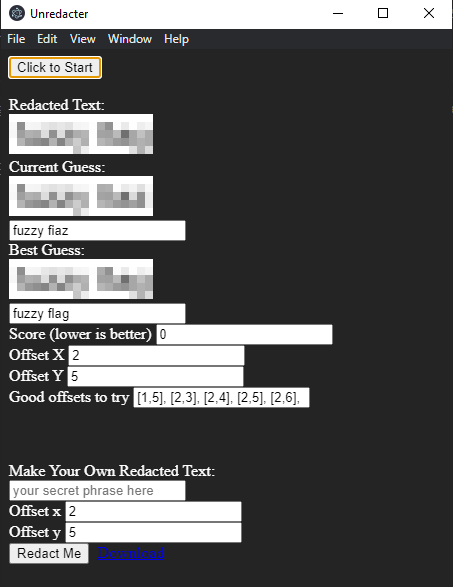 Unredacter
File Edit View Window Help
Click to Start
Redacted Text:
Current Guess:
fuzzy fiaz
Best Guess:
fuzzy flag
Score (lower is better) 0
Offset X 2
Offset Y 5
Good offsets to try [1,5], [2,3], [2,4], [2,5], [2,6],
Make Your Own Redacted Text:
your secret phrase here
Offset x 2
Offset y 5
Redact Me Download